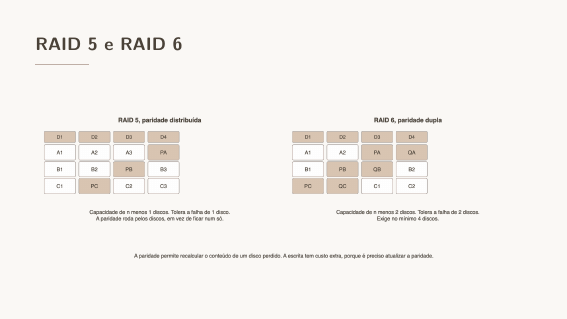 RAID 5 e RAID 6
RAID 5, paridade distribuída
D1 D2 D3 D4
A1 A2 A3 PA
B1 B2 PB B3
C1 PC C2 C3
Capacidade de n menos 1 discos. Tolera a falha de 1 disco.
A paridade roda pelos discos, em vez de ficar num só.
RAID 6, paridade dupla
D1 D2 D3 D4
A1 A2 PA QA
B1 PB QB B2
PC QC C1 C2
Capacidade de n menos 2 discos. Tolera a falha de 2 discos.
Exige no mínimo 4 discos.
A paridade permite recalcular o conteúdo de um disco perdido. A escrita tem custo extra, porque é preciso atualizar a paridade.